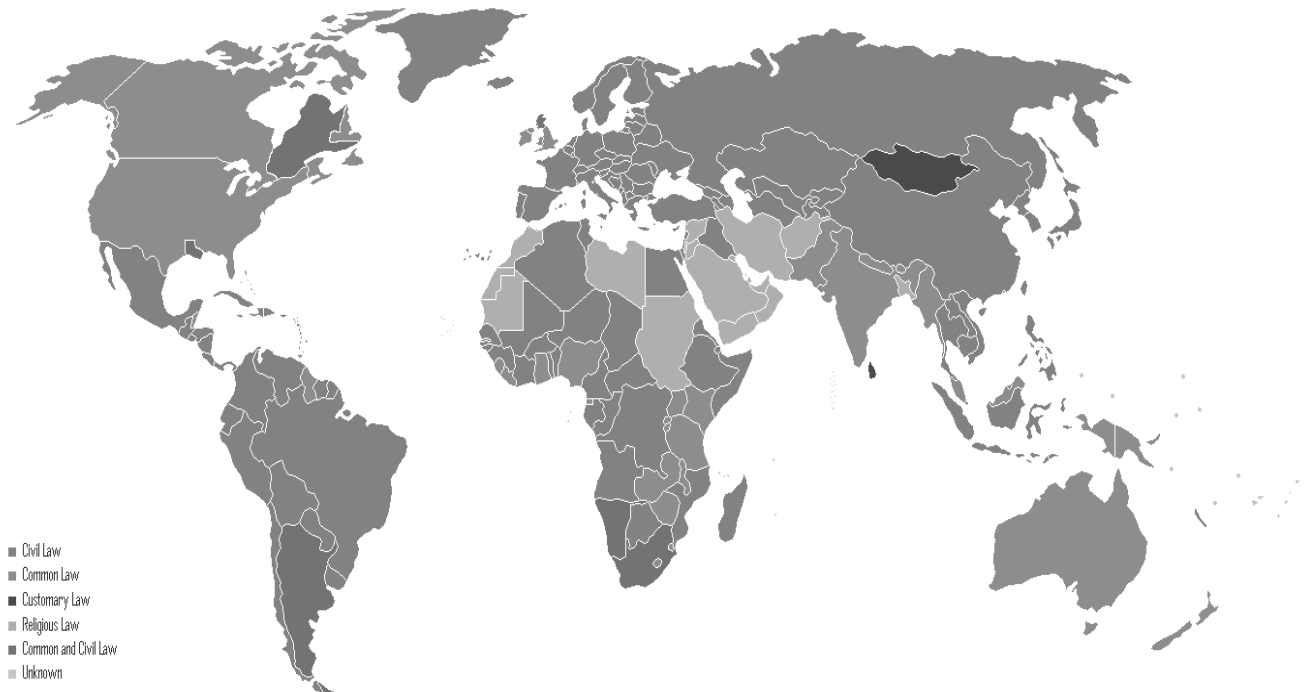 Civil Law
Common Law
Customary Law
Religious Law
Common and Civil Law
Unknown